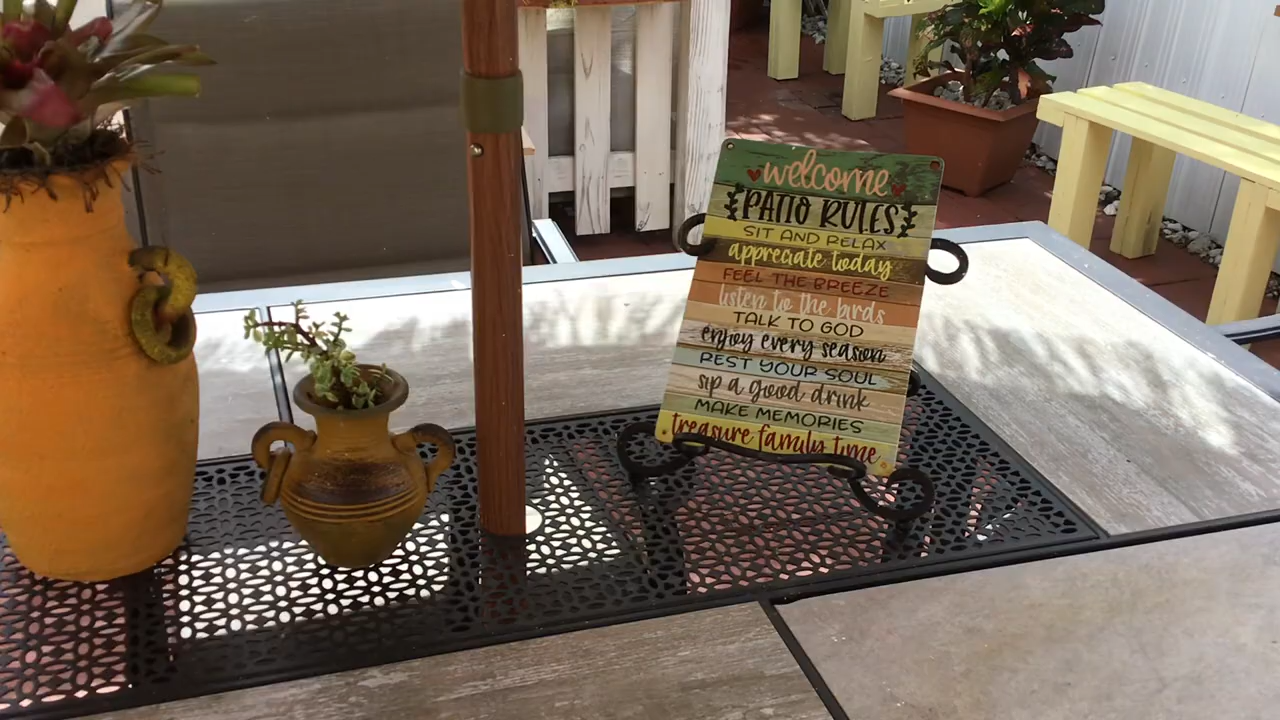 welcome
PATIO RULES
SIT AND RELAX
appreciate today
FEEL THE BREEZE
listen to the birds
TALK TO GOD
enjoy every season
REST YOUR SOUL
sip a good drink
MAKE MEMORIES
treasure family time